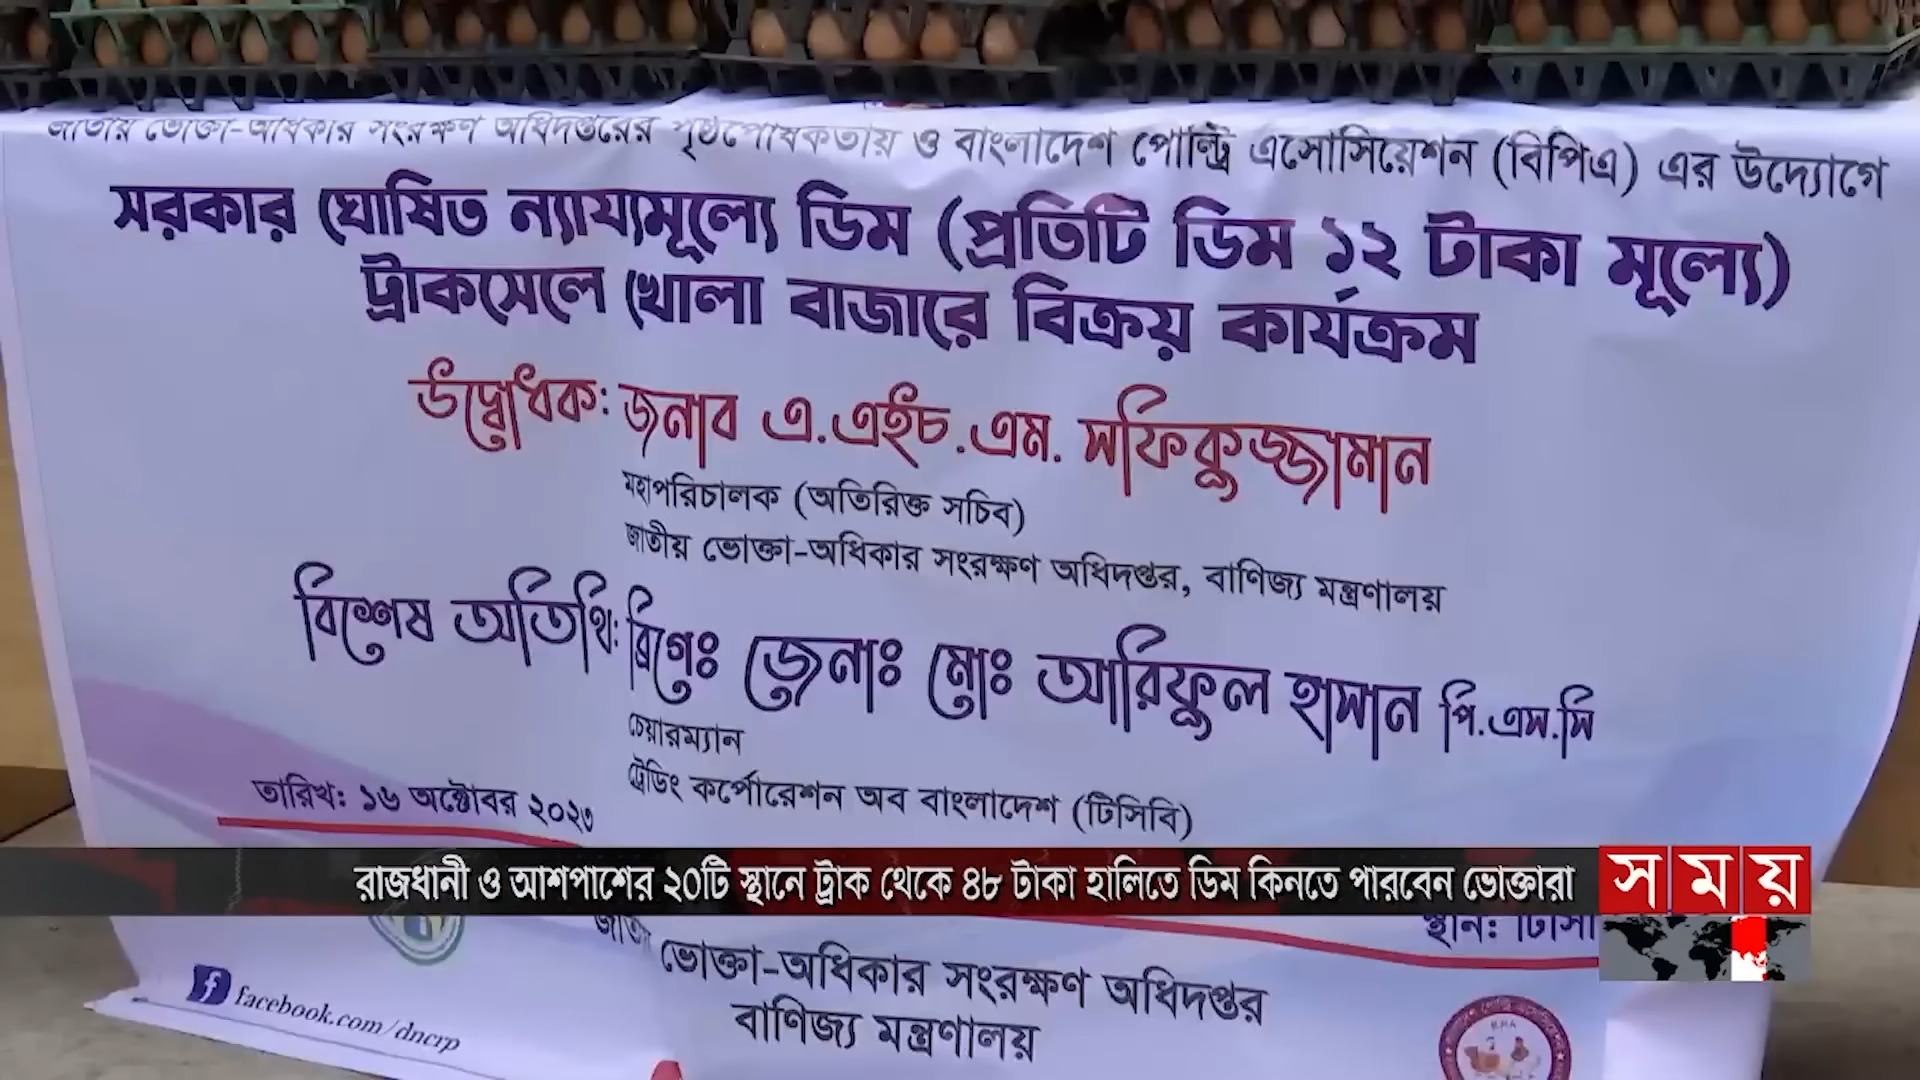 জাতীয় ভোক্তা-অধিকার সংরক্ষণ অধিদপ্তরের পৃষ্ঠপোষকতায় ও বাংলাদেশ পোল্ট্রি এসোসিয়েশন (বিপিএ) এর উদ্যোগে
সরকার ঘোষিত ন্যায্যমূল্যে ডিম (প্রতিটি ডিম ১২ টাকা মূল্যে)
ট্রাকসেলে খোলা বাজারে বিক্রয় কার্যক্রম
উদ্বোধক: জনাব এ.এইচ.এম. সফিকুজ্জামান
মহাপরিচালক (অতিরিক্ত সচিব)
জাতীয় ভোক্তা-অধিকার সংরক্ষণ অধিদপ্তর, বাণিজ্য মন্ত্রণালয়
বিশেষ অতিথি: ব্রিগেঃ জেনাঃ মোঃ আরিফুল হাসান পি.এস.সি
চেয়ারম্যান
ট্রেডিং কর্পোরেশন অব বাংলাদেশ (টিসিবি)
তারিখ: ১৬ অক্টোবর ২০২৩
রাজধানী ও আশপাশের ২০টি স্থানে ট্রাক থেকে ৪৮ টাকা হালিতে ডিম কিনতে পারবেন ভোক্তারা
সময়
স্থান:
ভোক্তা-অধিকার সংরক্ষণ অধিদপ্তর
বাণিজ্য মন্ত্রণালয়
facebook.com/dncrp